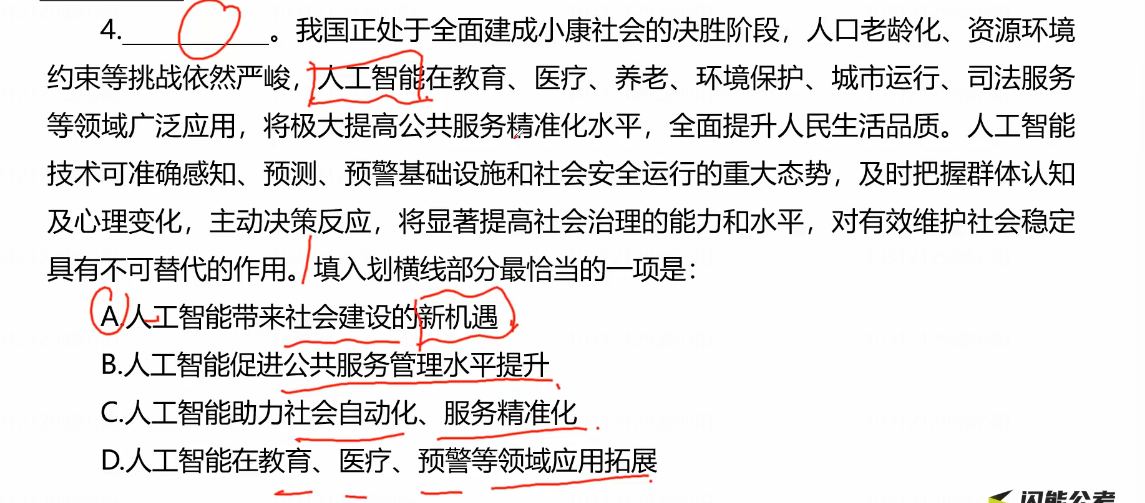 4.____________。我国正处于全面建成小康社会的决胜阶段，人口老龄化、资源环境
约束等挑战依然严峻，人工智能在教育、医疗、养老、环境保护、城市运行、司法服务
等领域广泛应用，将极大提高公共服务精准化水平，全面提升人民生活品质。人工智能
技术可准确感知、预测、预警基础设施和社会安全运行的重大态势，及时把握群体认知
及心理变化，主动决策反应，将显著提高社会治理的能力和水平，对有效维护社会稳定
具有不可替代的作用。填入划横线部分最恰当的一项是：
A.人工智能带来社会建设的新机遇
B.人工智能促进公共服务管理水平提升
C.人工智能助力社会自动化、服务精准化
D.人工智能在教育、医疗、预警等领域应用拓展
闪能公考